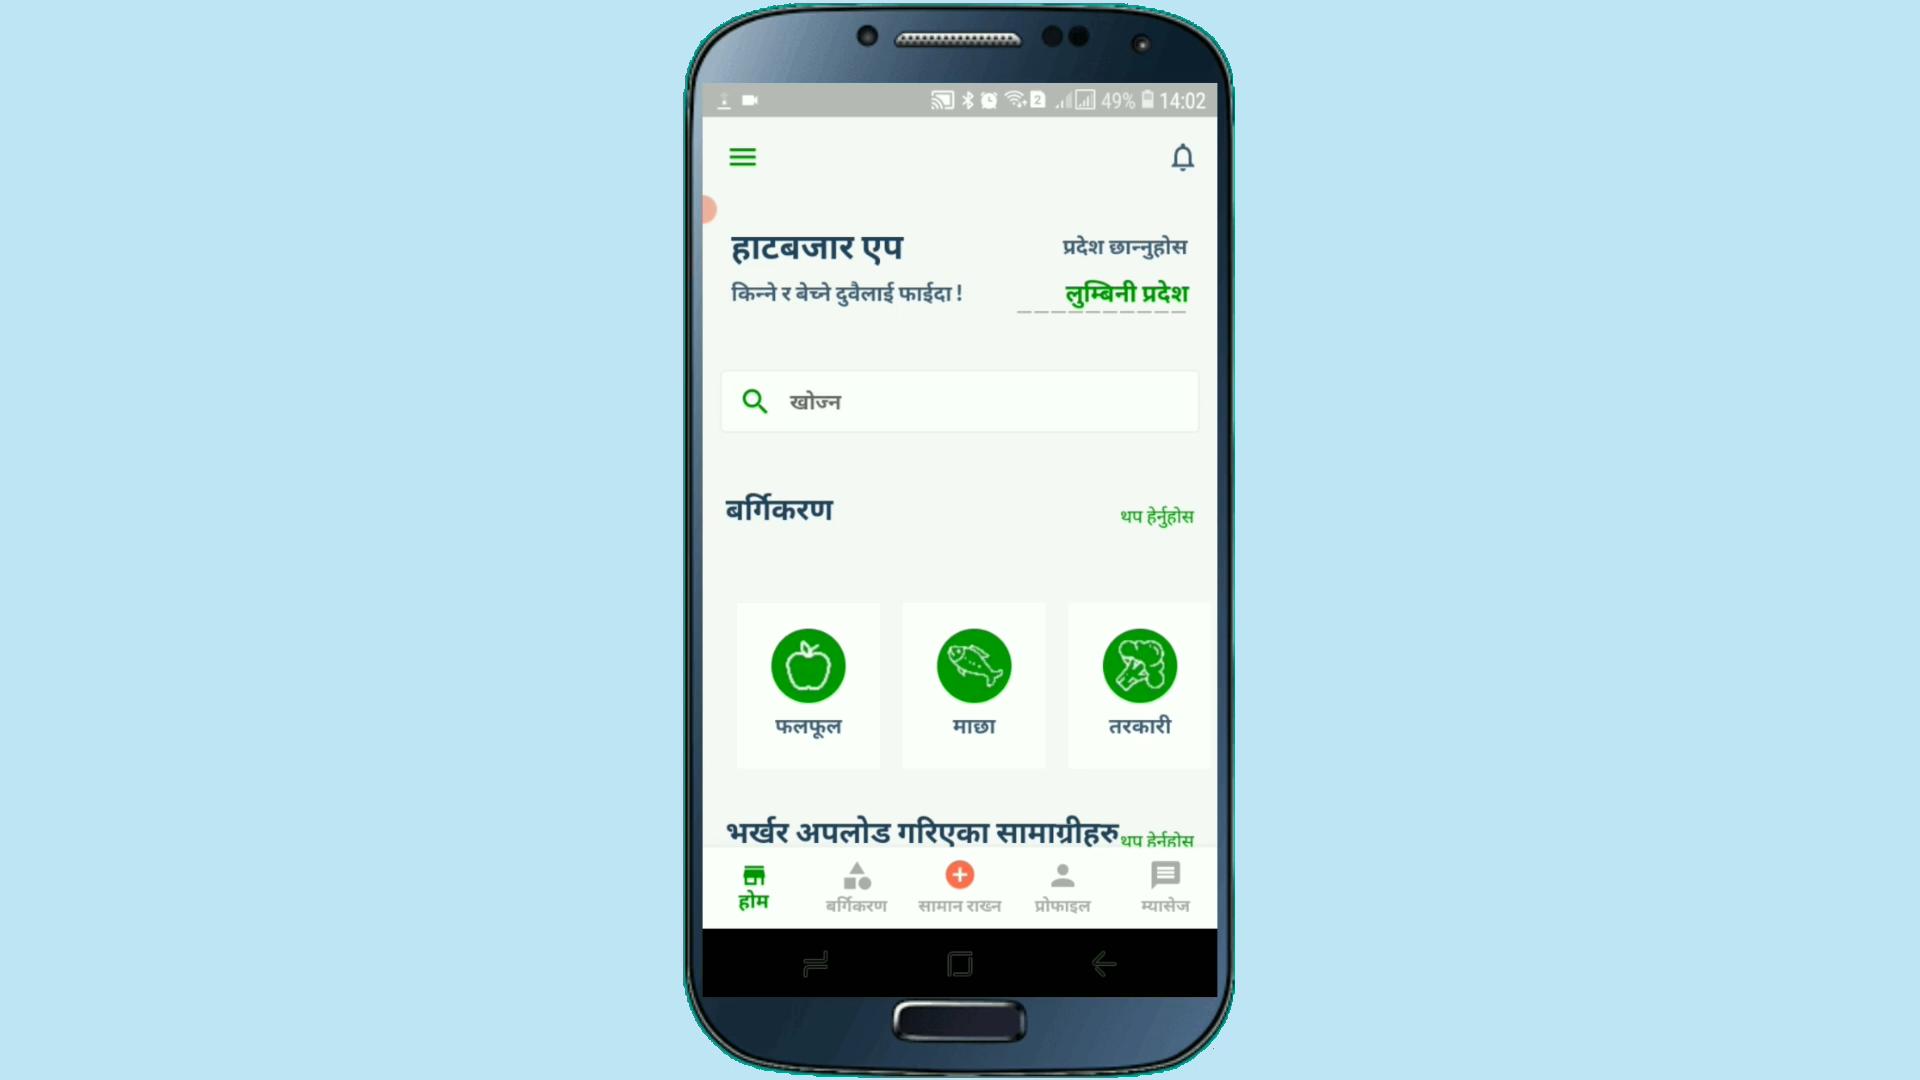 2 49% 14:02
हाटबजार एप
प्रदेश छान्नुहोस
किन्ने र बेच्ने दुवैलाई फाईदा !
लुम्बिनी प्रदेश
खोज्न
बर्गिकरण
थप हेर्नुहोस
फलफूल
माछा
तरकारी
भर्खर अपलोड गरिएका सामाग्रीहरु
थप हेर्नुहोस
होम
बर्गिकरण
सामान राख्न
प्रोफाइल
म्यासेज